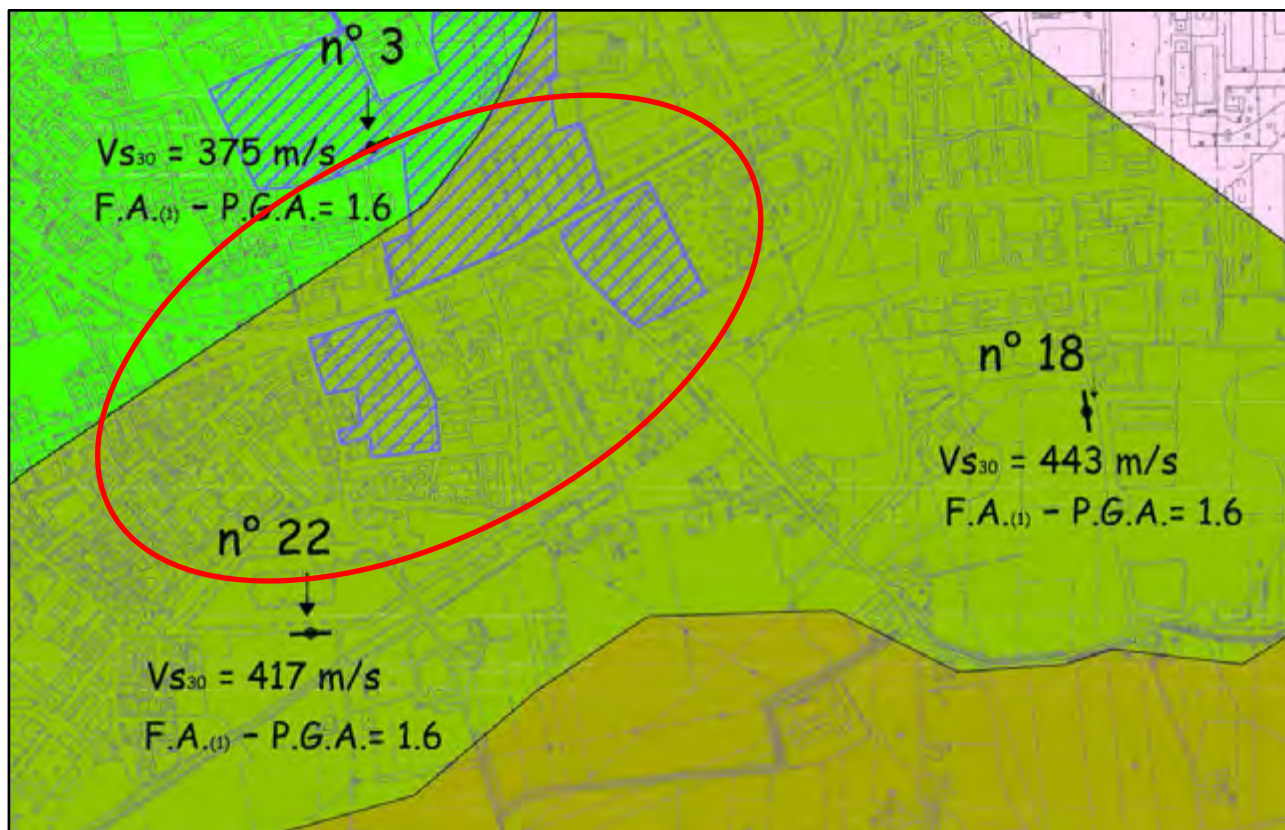 n° 3
Vs₃₀ = 375 m/s
F.A.₍₁₎ – P.G.A.= 1.6
n° 18
Vs₃₀ = 443 m/s
F.A.₍₁₎ – P.G.A.= 1.6
n° 22
Vs₃₀ = 417 m/s
F.A.₍₁₎ – P.G.A.= 1.6